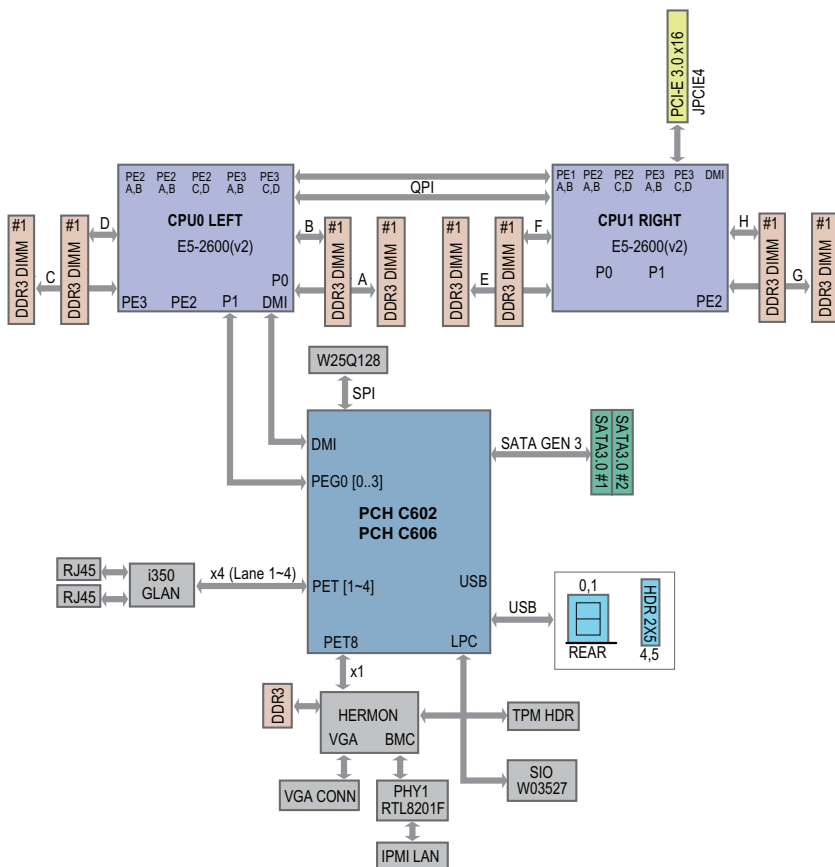 PCI-E 3.0 x16
JPCIE4
PE2 PE2 PE2 PE3 PE3
A,B A,B C,D A,B C,D
QPI
PE1 PE2 PE2 PE3 PE3 DMI
A,B A,B C,D A,B C,D
CPU0 LEFT
E5-2600(v2)
P0
PE3 PE2 P1 DMI
CPU1 RIGHT
E5-2600(v2)
P0 P1
PE2
#1 DDR3 DIMM
C
#1 DDR3 DIMM
D
B
#1 DDR3 DIMM
A
#1 DDR3 DIMM
#1 DDR3 DIMM
E
#1 DDR3 DIMM
F
H
#1 DDR3 DIMM
G
#1 DDR3 DIMM
W25Q128
SPI
DMI
PEG0 [0..3]
PCH C602
PCH C606
PET [1~4]
USB
PET8 LPC
SATA GEN 3
SATA3.0 #1
SATA3.0 #2
RJ45
RJ45
i350
GLAN
x4 (Lane 1~4)
USB
0,1
REAR
HDR 2X5
4,5
x1
DDR3
HERMON
VGA BMC
TPM HDR
SIO
W03527
VGA CONN
PHY1
RTL8201F
IPMI LAN